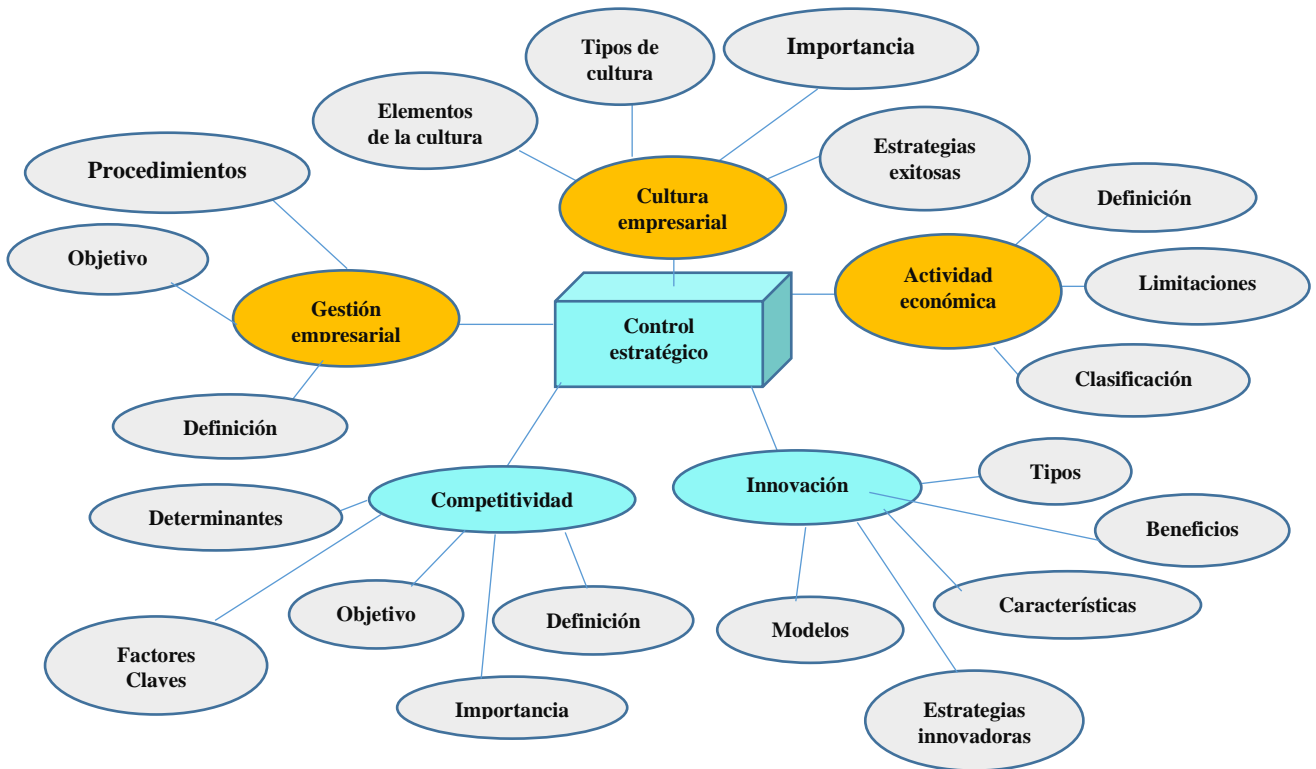 Tipos de
cultura
Importancia
Elementos
de la cultura
Estrategias
exitosas
Procedimientos
Cultura
empresarial
Definición
Objetivo
Actividad
económica
Limitaciones
Gestión
empresarial
Control
estratégico
Clasificación
Definición
Tipos
Competitividad
Innovación
Determinantes
Beneficios
Características
Objetivo
Definición
Modelos
Factores
Claves
Importancia
Estrategias
innovadoras